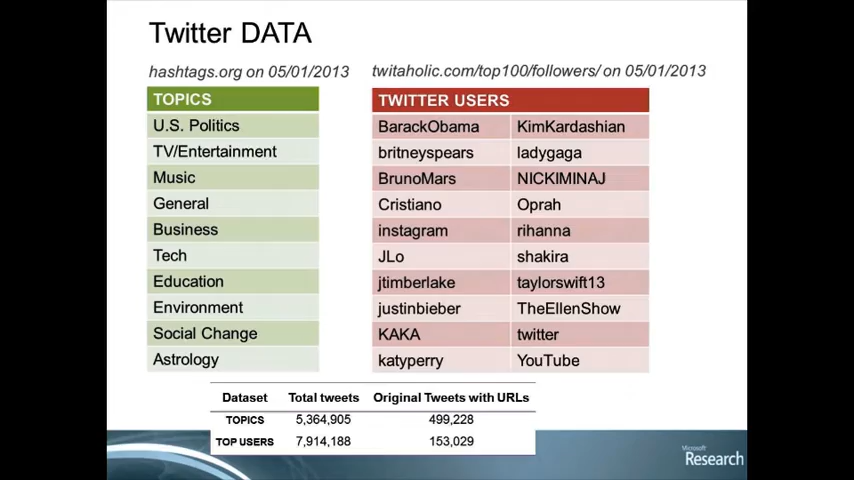 Twitter DATA
hashtags.org on 05/01/2013
twitaholic.com/top100/followers/ on 05/01/2013
TOPICS
U.S. Politics
TV/Entertainment
Music
General
Business
Tech
Education
Environment
Social Change
Astrology
TWITTER USERS
BarackObama KimKardashian
britneyspears ladygaga
BrunoMars NICKIMINAJ
Cristiano Oprah
instagram rihanna
JLo shakira
jtimberlake taylorswift13
justinbieber TheEllenShow
KAKA twitter
katyperry YouTube
Dataset Total tweets Original Tweets with URLs
TOPICS 5,364,905 499,228
TOP USERS 7,914,188 153,029
Microsoft
Research